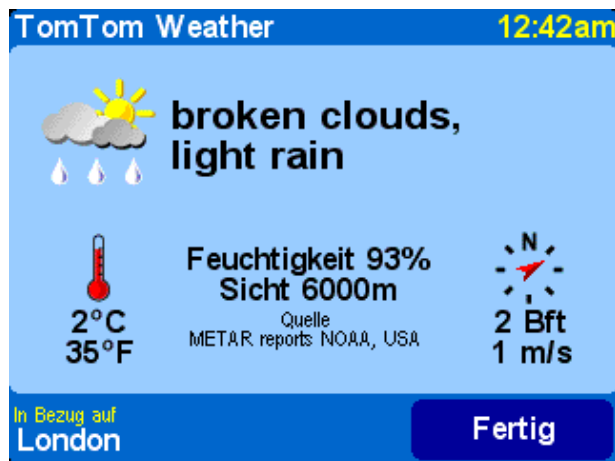 TomTom Weather 12:42am
broken clouds,
light rain
Feuchtigkeit 93%
Sicht 6000m
Quelle
METAR reports NOAA, USA
2°C
35°F
N
2 Bft
1 m/s
In Bezug auf
London
Fertig